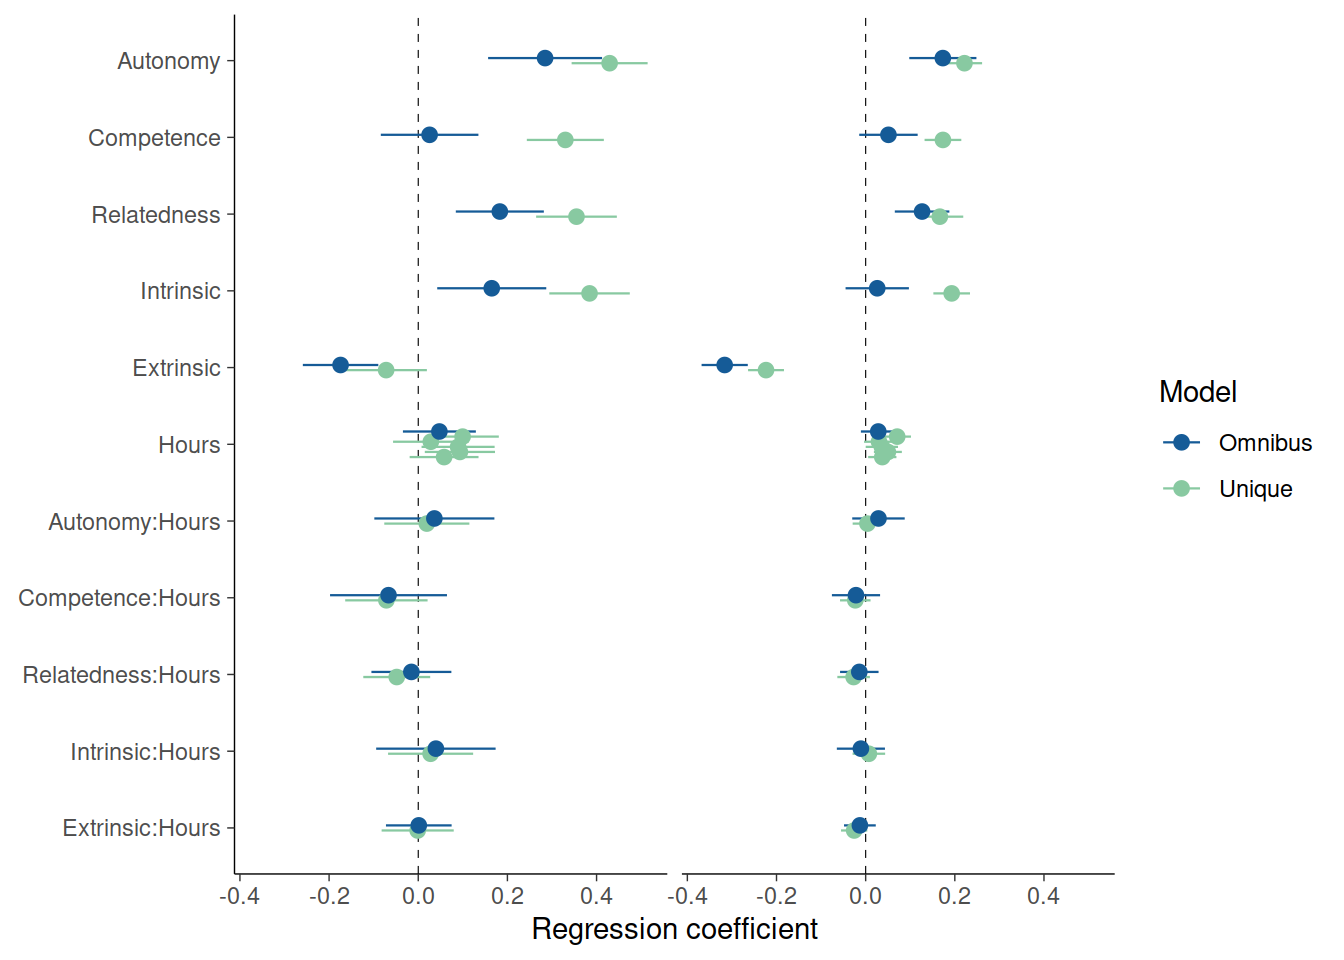 Autonomy
Competence
Relatedness
Intrinsic
Extrinsic
Hours
Autonomy:Hours
Competence:Hours
Relatedness:Hours
Intrinsic:Hours
Extrinsic:Hours
-0.4 -0.2 0.0 0.2 0.4 -0.4 -0.2 0.0 0.2 0.4
Regression coefficient
Model
Omnibus
Unique